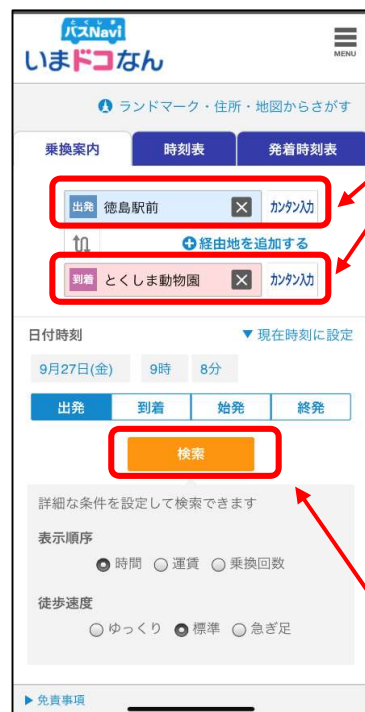 とくしま
バスNavi
いまドコなん
MENU
ランドマーク・住所・地図からさがす
乗換案内 時刻表 発着時刻表
出発 徳島駅前 カンタン入力
経由地を追加する
到着 とくしま動物園 カンタン入力
日付時刻 ▼現在時刻に設定
9月27日(金) 9時 8分
出発 到着 始発 終発
検索
詳細な条件を設定して検索できます
表示順序
時間 運賃 乗換回数
徒歩速度
ゆっくり 標準 急ぎ足
▶免責事項